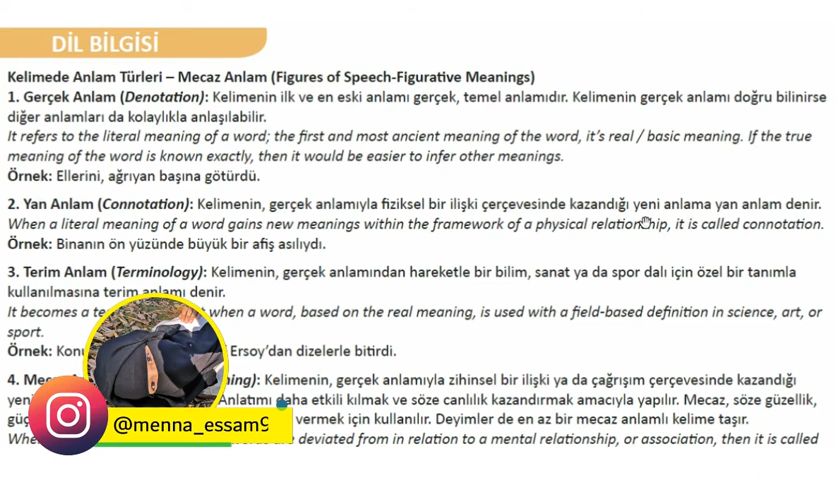 DİL BİLGİSİ
Kelimede Anlam Türleri – Mecaz Anlam (Figures of Speech-Figurative Meanings)
1. Gerçek Anlam (Denotation): Kelimenin ilk ve en eski anlamı gerçek, temel anlamıdır. Kelimenin gerçek anlamı doğru bilinirse
diğer anlamları da kolaylıkla anlaşılabilir.
It refers to the literal meaning of a word; the first and most ancient meaning of the word, it's real / basic meaning. If the true
meaning of the word is known exactly, then it would be easier to infer other meanings.
Örnek: Ellerini, ağrıyan başına götürdü.
2. Yan Anlam (Connotation): Kelimenin, gerçek anlamıyla fiziksel bir ilişki çerçevesinde kazandığı yeni anlama yan anlam denir.
When a literal meaning of a word gains new meanings within the framework of a physical relationship, it is called connotation.
Örnek: Binanın ön yüzünde büyük bir afiş asılıydı.
3. Terim Anlam (Terminology): Kelimenin, gerçek anlamından hareketle bir bilim, sanat ya da spor dalı için özel bir tanımla
kullanılmasına terim anlamı denir.
It becomes a when a word, based on the real meaning, is used with a field-based definition in science, art, or
sport.
Örnek: Ersoy'dan dizelerle bitirdi.
4. Kelimenin, gerçek anlamıyla zihinsel bir ilişki ya da çağrışım çerçevesinde kazandığı
Anlatımı daha etkili kılmak ve söze canlılık kazandırmak amacıyla yapılır. Mecaz, söze güzellik,
vermek için kullanılır. Deyimler de en az bir mecaz anlamlı kelime taşır.
are deviated from in relation to a mental relationship, or association, then it is called
@menna_essam9